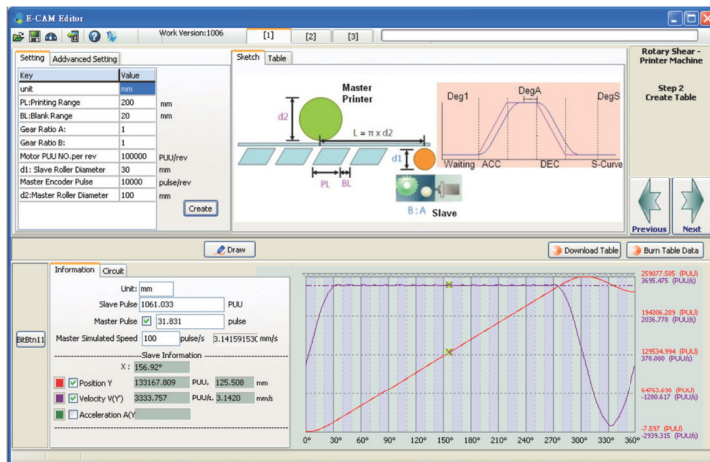 E-CAM Editor
Work Version:1006
[1]
[2]
[3]
Setting
Addvanced Setting
Key
Value
unit
mm
PL:Printing Range
200
mm
BL:Blank Range
20
mm
Gear Ratio A:
1
Gear Ratio B:
1
Motor PUU NO.per rev
100000
PUU/rev
d1: Slave Roller Diameter
30
mm
Master Encoder Pulse
10000
pulse/rev
d2:Master Roller Diameter
100
mm
Create
Sketch
Table
Master
Printer
d2
L = π x d2
d1
PL
BL
B : A
Slave
Deg1
DegA
DegS
Waiting
ACC
DEC
S-Curve
Rotary Shear -
Printer Machine
Step 2
Create Table
Previous
Next
Draw
Download Table
Burn Table Data
BitBtn11
Information
Circuit
Unit:
mm
Slave Pulse
1061.033
PUU
Master Pulse
31.831
pulse
Master Simulated Speed
100
pulse/s
3.14159153
mm/s
Slave Information
X :
156.92°
Position Y
133167.809
PUU,
125.508
mm
Velocity V(Y')
3333.757
PUU/s,
3.1420
mm/s
Acceleration A(Y
259077.585 (PUU)
3695.475 (PUU/s)
194306.289 (PUU)
2036.778 (PUU/s)
129534.994 (PUU)
378.080 (PUU/s)
64763.698 (PUU)
-1280.617 (PUU/s)
-7.597 (PUU)
-2939.315 (PUU/s)
0° 30° 60° 90° 120° 150° 180° 210° 240° 270° 300° 330° 360°